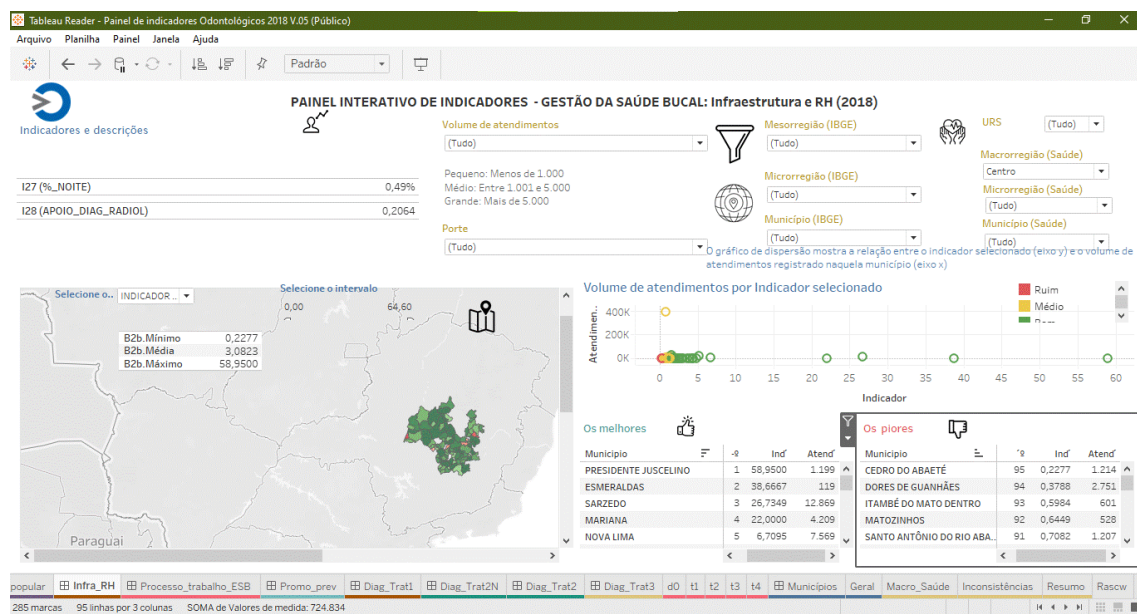 Tableau Reader - Painel de indicadores Odontológicos 2018 V.05 (Público)
Arquivo Planilha Painel Janela Ajuda
Padrão
PAINEL INTERATIVO DE INDICADORES - GESTÃO DA SAÚDE BUCAL: Infraestrutura e RH (2018)
Indicadores e descrições
I27 (%_NOITE) 0,49%
I28 (APOIO_DIAG_RADIOL) 0,2064
Volume de atendimentos
(Tudo)
Pequeno: Menos de 1.000
Médio: Entre 1.001 e 5.000
Grande: Mais de 5.000
Porte
(Tudo)
Mesorregião (IBGE)
(Tudo)
Microrregião (IBGE)
(Tudo)
Município (IBGE)
(Tudo)
URS (Tudo)
Macrorregião (Saúde)
Centro
Microrregião (Saúde)
(Tudo)
Município (Saúde)
(Tudo)
O gráfico de dispersão mostra a relação entre o indicador selecionado (eixo y) e o volume de
atendimentos registrado naquela município (eixo x)
Selecione o.. INDICADOR ..
Selecione o intervalo
0,00 64,60
B2b.Mínimo 0,2277
B2b.Média 3,0823
B2b.Máximo 58,9500
Paraguai
Volume de atendimentos por Indicador selecionado
Ruim
Médio
Bom
Atendimen..
400K
200K
0K
0 5 10 15 20 25 30 35 40 45 50 55 60
Indicador
Os melhores
Municipio Ind Atend
PRESIDENTE JUSCELINO 1 58,9500 1.199
ESMERALDAS 2 38,6667 119
SARZEDO 3 26,7349 12.869
MARIANA 4 22,0000 4.209
NOVA LIMA 5 6,7095 7.569
Os piores
Municipio Ind Atend
CEDRO DO ABAETÉ 95 0,2277 1.214
DORES DE GUANHÃES 94 0,3788 2.751
ITAMBÉ DO MATO DENTRO 93 0,5984 601
MATOZINHOS 92 0,6449 528
SANTO ANTÔNIO DO RIO ABA.. 91 0,7082 1.207
popular Infra_RH Processo_trabalho_ESB Promo_prev Diag_Trat1 Diag_Trat2N Diag_Trat2 Diag_Trat3 d0 t1 t2 t3 t4 Municípios Geral Macro_Saúde Inconsistências Resumo Rascw
285 marcas 95 linhas por 3 colunas SOMA de Valores de medida: 724.834